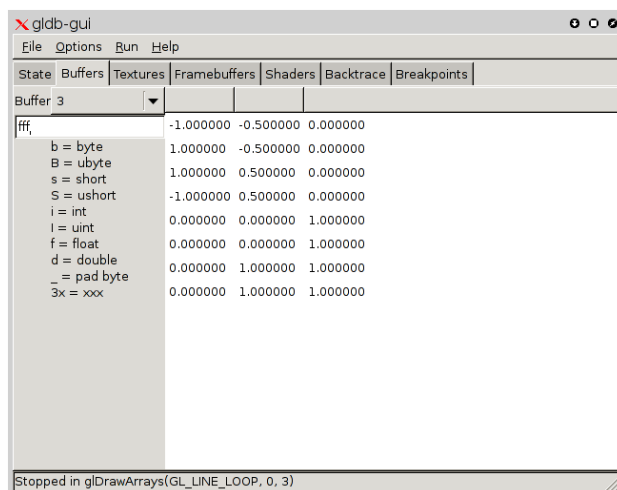 gldb-gui
File Options Run Help
State Buffers Textures Framebuffers Shaders Backtrace Breakpoints
Buffer 3
fff
b = byte
B = ubyte
s = short
S = ushort
i = int
I = uint
f = float
d = double
_ = pad byte
3x = xxx
-1.000000 -0.500000 0.000000
1.000000 -0.500000 0.000000
1.000000 0.500000 0.000000
-1.000000 0.500000 0.000000
0.000000 0.000000 1.000000
0.000000 0.000000 1.000000
0.000000 1.000000 1.000000
0.000000 1.000000 1.000000
Stopped in glDrawArrays(GL_LINE_LOOP, 0, 3)